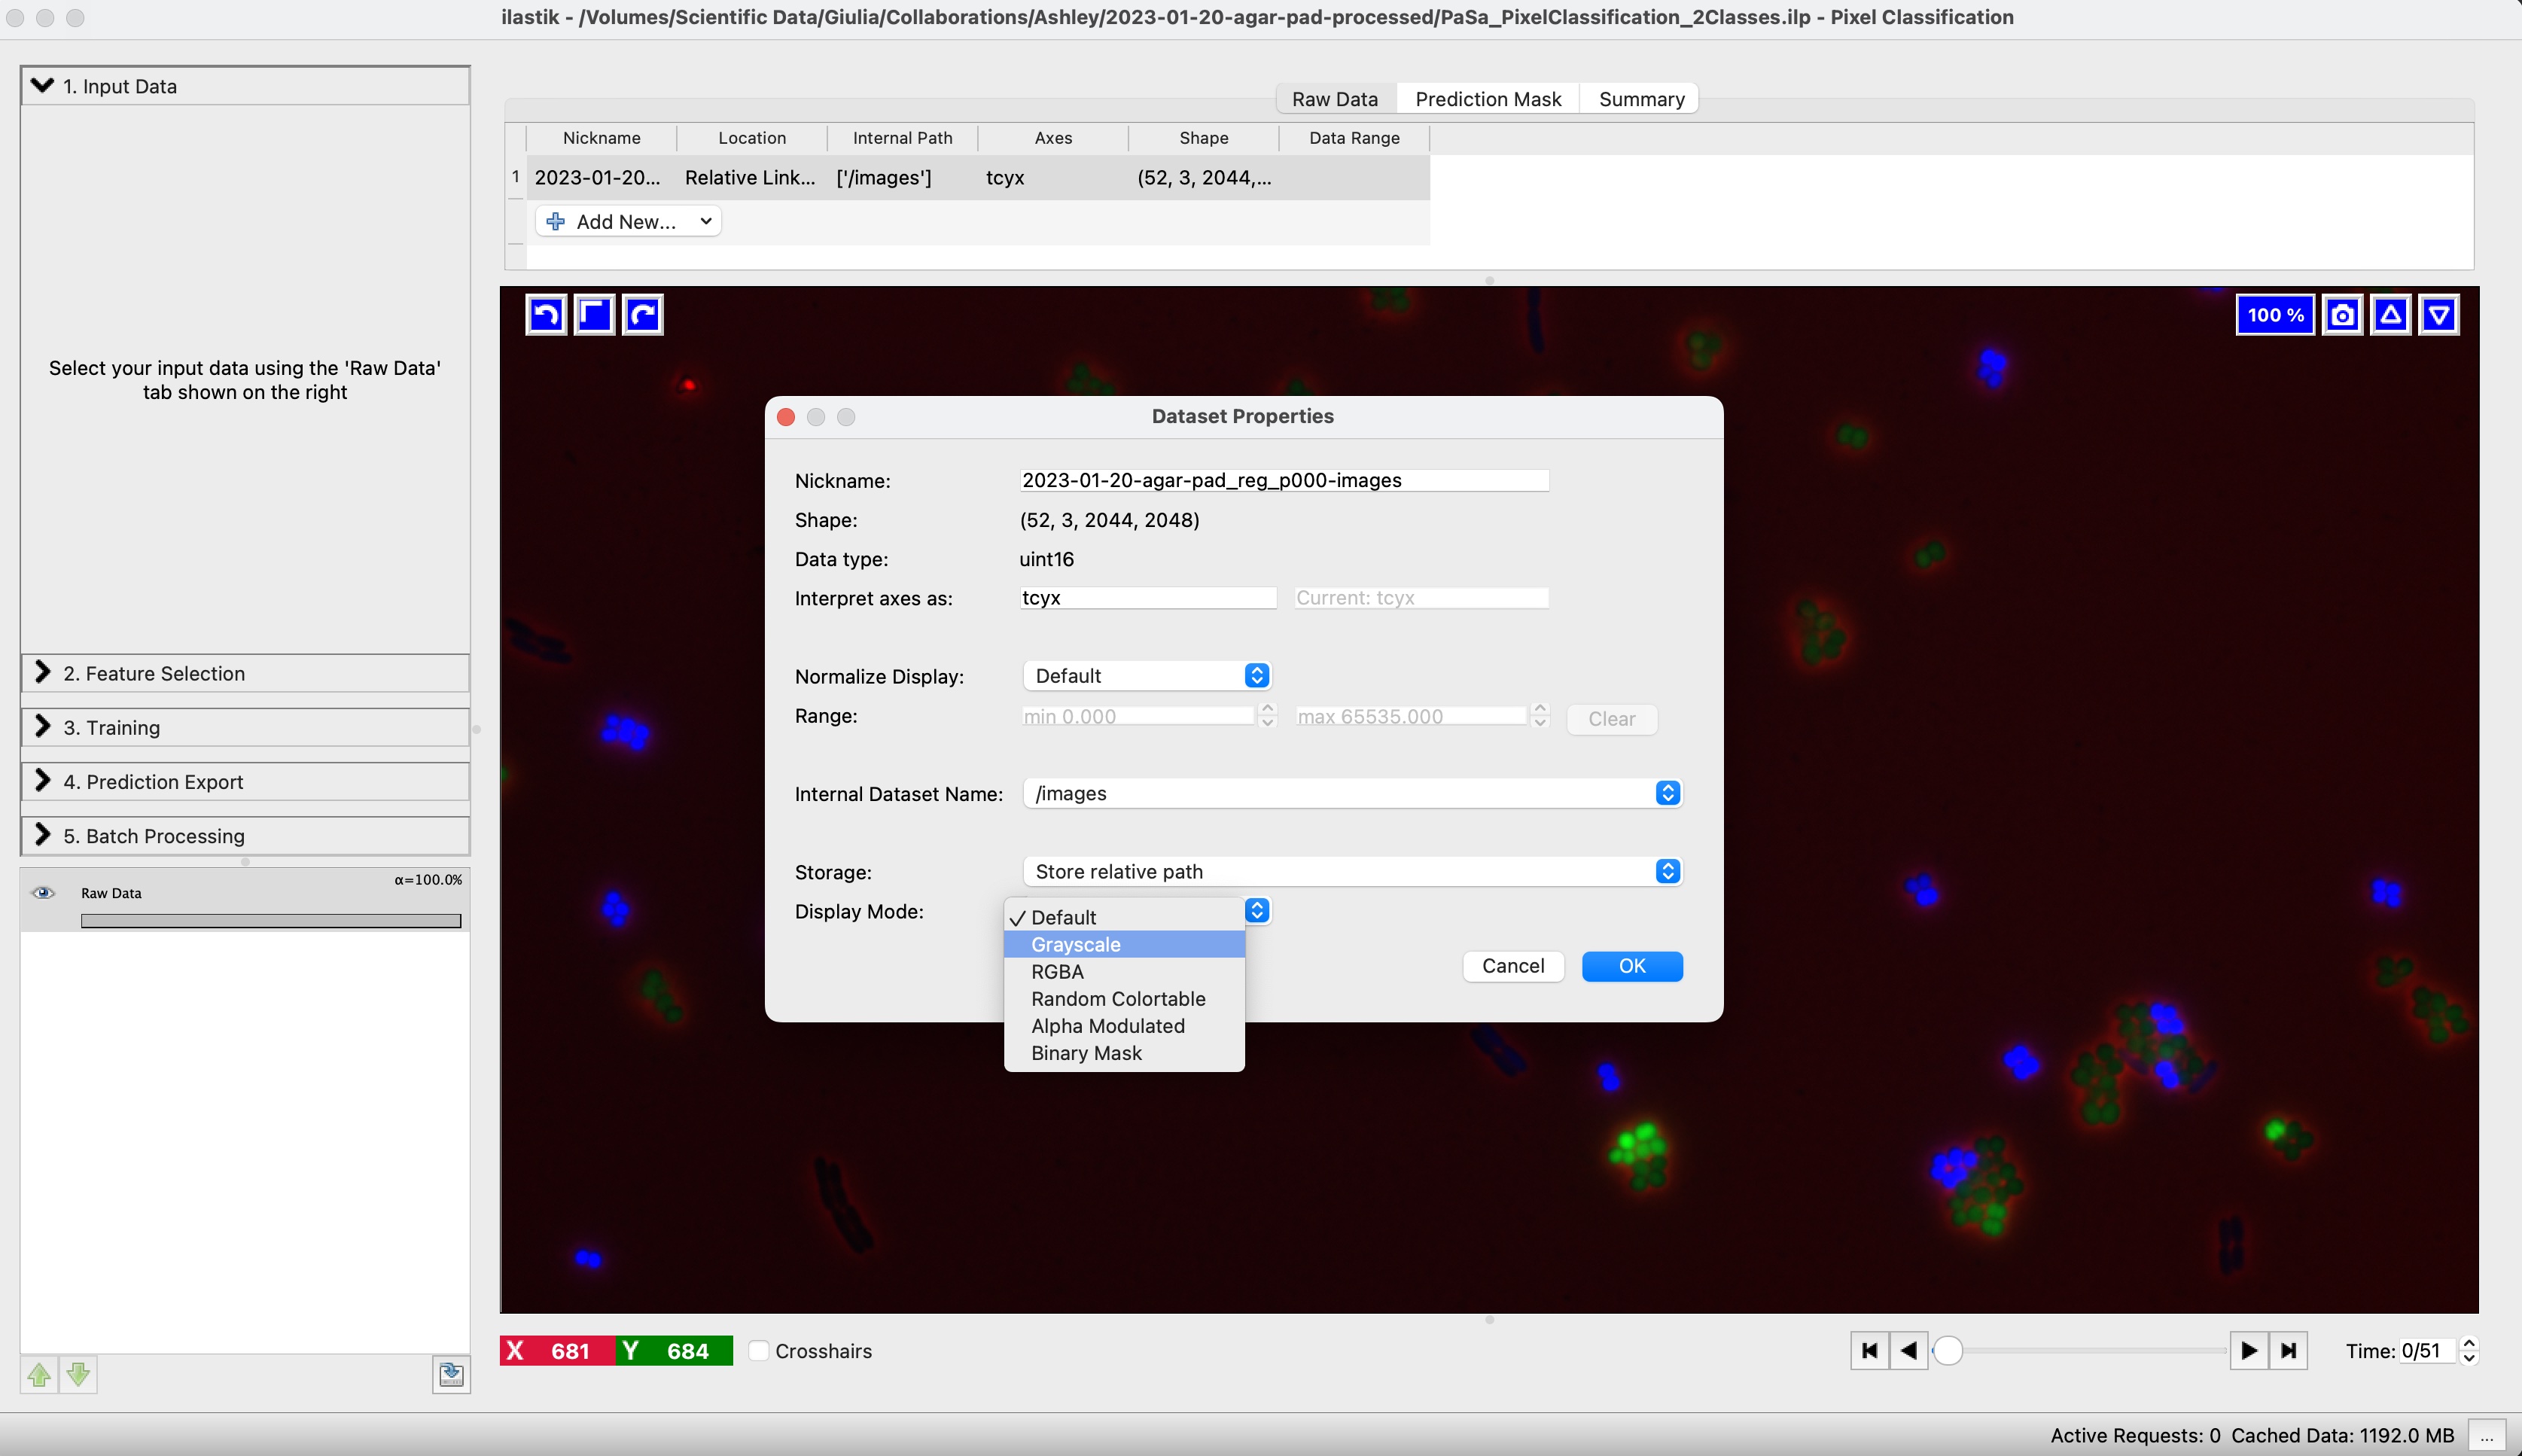 ilastik - /Volumes/Scientific Data/Giulia/Collaborations/Ashley/2023-01-20-agar-pad-processed/PaSa_PixelClassification_2Classes.ilp - Pixel Classification
1. Input Data
Select your input data using the 'Raw Data'
tab shown on the right
2. Feature Selection
3. Training
4. Prediction Export
5. Batch Processing
α=100.0%
Raw Data
Raw Data Prediction Mask Summary
Nickname Location Internal Path Axes Shape Data Range
1 2023-01-20... Relative Link... ['/images'] tcyx (52, 3, 2044,...
Add New...
100 %
Dataset Properties
Nickname: 2023-01-20-agar-pad_reg_p000-images
Shape: (52, 3, 2044, 2048)
Data type: uint16
Interpret axes as: tcyx Current: tcyx
Normalize Display: Default
Range: min 0.000 max 65535.000 Clear
Internal Dataset Name: /images
Storage: Store relative path
Display Mode:
✓ Default
Grayscale
RGBA
Random Colortable
Alpha Modulated
Binary Mask
Cancel OK
X 681 Y 684 Crosshairs
Time: 0/51
Active Requests: 0 Cached Data: 1192.0 MB ...